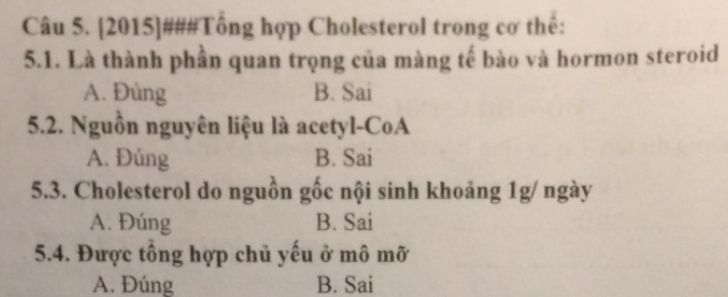 Câu 5. [2015]###Tổng hợp Cholesterol trong cơ thể:
5.1. Là thành phần quan trọng của màng tế bào và hormon steroid
A. Đúng B. Sai
5.2. Nguồn nguyên liệu là acetyl-CoA
A. Đúng B. Sai
5.3. Cholesterol do nguồn gốc nội sinh khoảng 1g/ ngày
A. Đúng B. Sai
5.4. Được tổng hợp chủ yếu ở mô mỡ
A. Đúng B. Sai